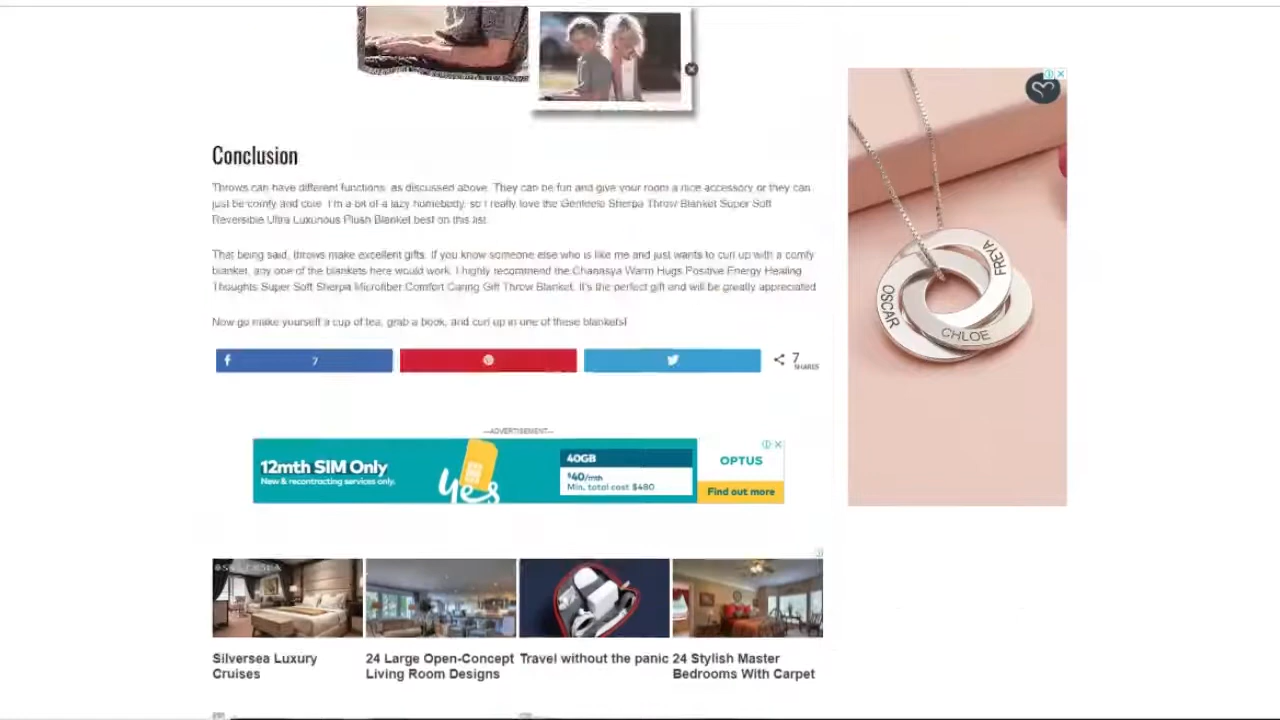 Conclusion
Throws can have different functions, as discussed above. They can be fun and give your room a nice accessory or they can
just be comfy and cute. I'm a bit of a lazy homebody, so I really love the Genteele Sherpa Throw Blanket Super Soft
Reversible Ultra Luxurious Plush Blanket best on this list.
That being said, throws make excellent gifts. If you know someone else who is like me and just wants to curl up with a comfy
blanket, any one of the blankets here would work. I highly recommend the Chanasya Warm Hugs Positive Energy Healing
Thoughts Super Soft Sherpa Microfiber Comfort Caring Gift Throw Blanket. It's the perfect gift and will be greatly appreciated
Now go make yourself a cup of tea, grab a book, and curl up in one of these blankets!
7
7
SHARES
FREYA
OSCAR
CHLOE
—ADVERTISEMENT—
12mth SIM Only
New & recontracting services only.
yes
40GB
$40/mth
Min. total cost $480
OPTUS
Find out more
Silversea Luxury
Cruises
24 Large Open-Concept
Living Room Designs
Travel without the panic
24 Stylish Master
Bedrooms With Carpet